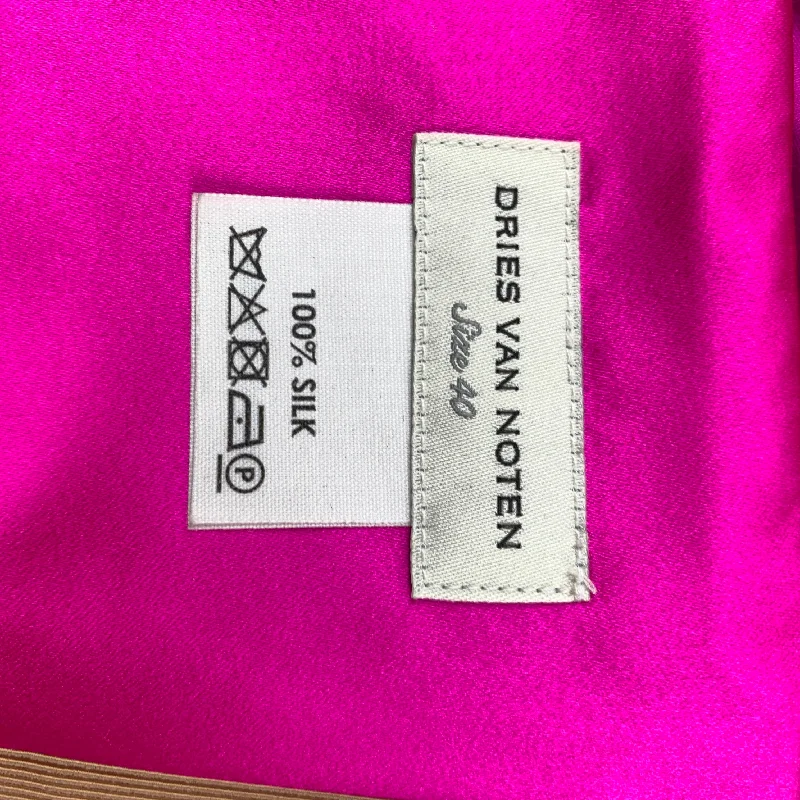 DRIES VAN NOTEN
Size 40
100% SILK
P